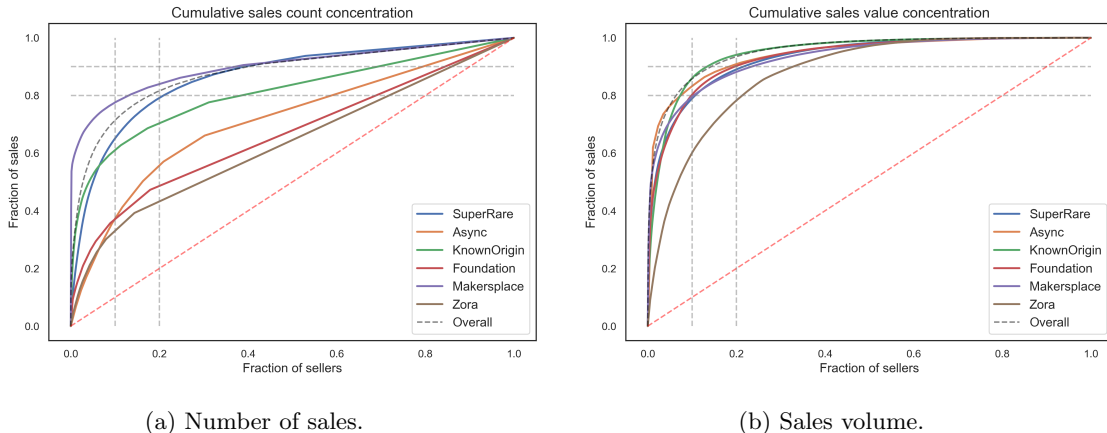 Cumulative sales count concentration
1.0
0.8
0.6
0.4
0.2
0.0
Fraction of sales
0.0 0.2 0.4 0.6 0.8 1.0
Fraction of sellers
SuperRare
Async
KnownOrigin
Foundation
Makersplace
Zora
Overall
(a) Number of sales.
Cumulative sales value concentration
1.0
0.8
0.6
0.4
0.2
0.0
Fraction of sales
0.0 0.2 0.4 0.6 0.8 1.0
Fraction of sellers
SuperRare
Async
KnownOrigin
Foundation
Makersplace
Zora
Overall
(b) Sales volume.